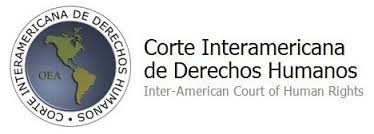 CORTE INTERAMERICANA DE DERECHOS HUMANOS
OEA
Corte Interamericana
de Derechos Humanos
Inter-American Court of Human Rights